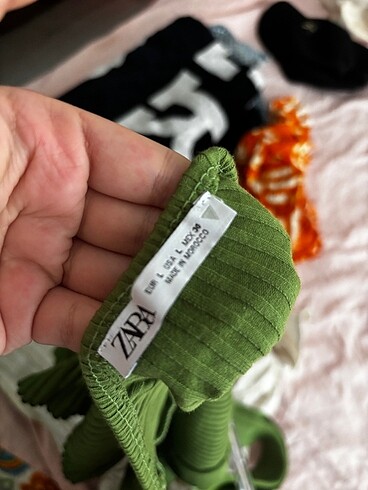 ZARA
EUR L USA L MEX 30
MADE IN MOROCCO